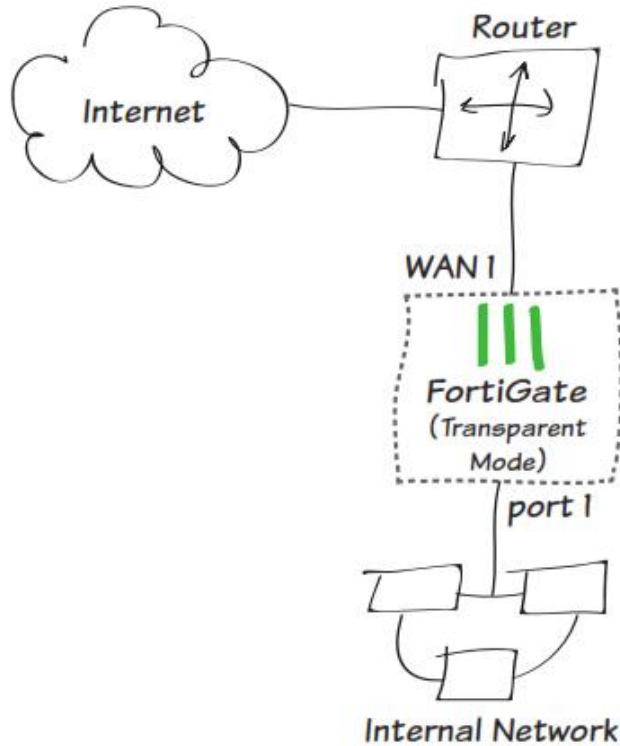 Router
Internet
WAN 1
FortiGate
(Transparent
Mode)
port 1
Internal Network